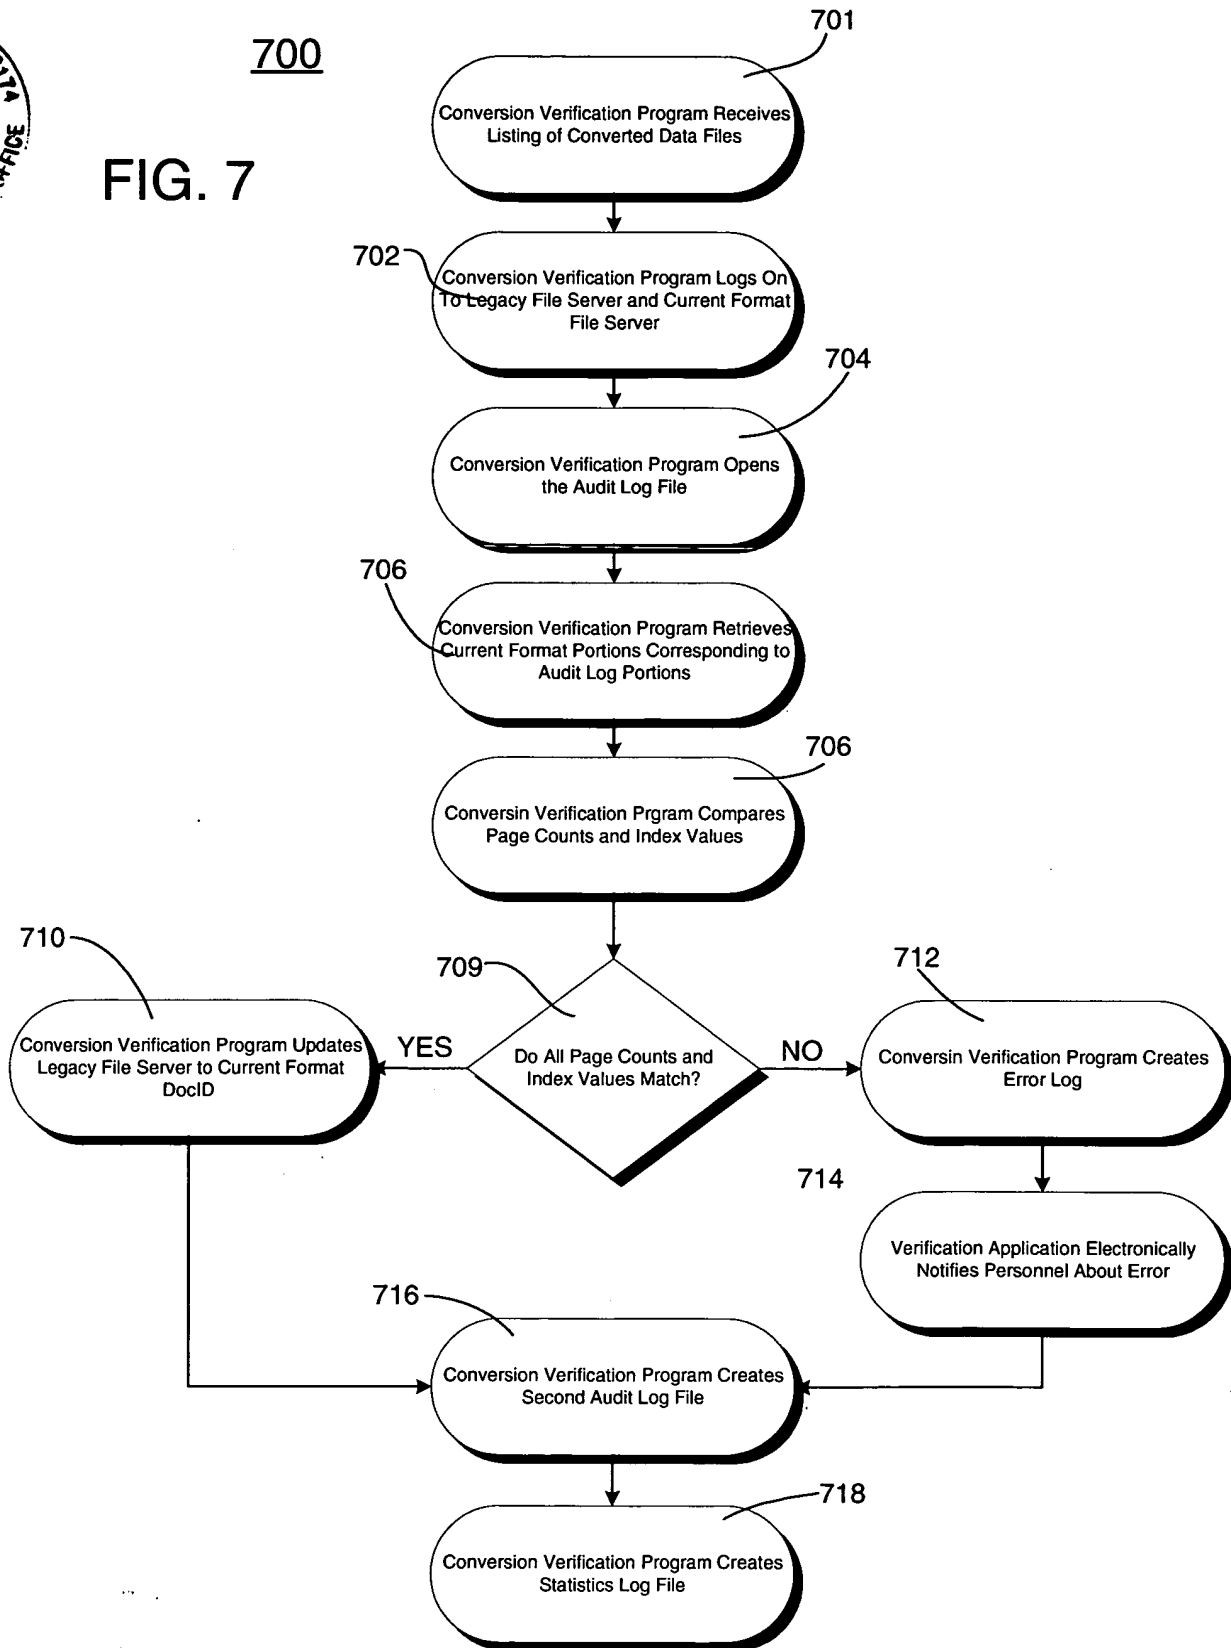 701
700
Conversion Verification Program Receives
Listing of Converted Data Files
FIG. 7
702
Conversion Verification Program Logs On
To Legacy File Server and Current Format
File Server
704
Conversion Verification Program Opens
the Audit Log File
706
Conversion Verification Program Retrieves
Current Format Portions Corresponding to
Audit Log Portions
706
Conversin Verification Prgram Compares
Page Counts and Index Values
710
709
712
Conversion Verification Program Updates
Legacy File Server to Current Format
DocID
YES
Do All Page Counts and
Index Values Match?
NO
Conversin Verification Program Creates
Error Log
714
Verification Application Electronically
Notifies Personnel About Error
716
Conversion Verification Program Creates
Second Audit Log File
718
Conversion Verification Program Creates
Statistics Log File